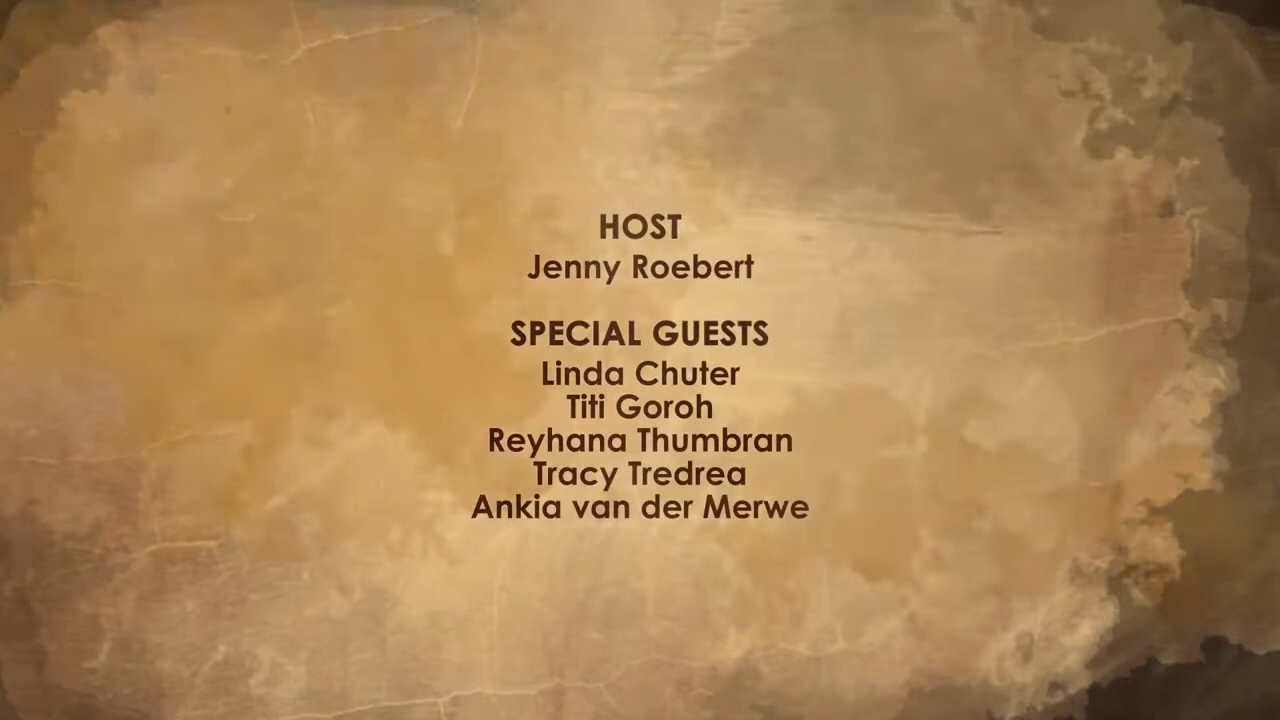 HOST
Jenny Roebert
SPECIAL GUESTS
Linda Chuter
Titi Goroh
Reyhana Thumbran
Tracy Tredrea
Ankia van der Merwe